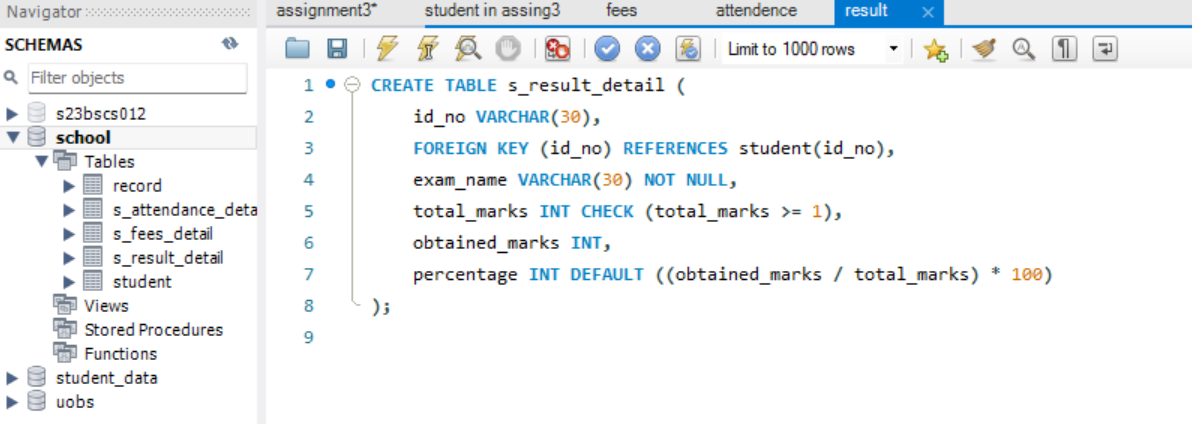 Navigator
SCHEMAS
Filter objects
s23bscs012
school
Tables
record
s_attendance_deta
s_fees_detail
s_result_detail
student
Views
Stored Procedures
Functions
student_data
uobs
assignment3* student in assing3 fees attendence result
Limit to 1000 rows
1 CREATE TABLE s_result_detail (
2 id_no VARCHAR(30),
3 FOREIGN KEY (id_no) REFERENCES student(id_no),
4 exam_name VARCHAR(30) NOT NULL,
5 total_marks INT CHECK (total_marks >= 1),
6 obtained_marks INT,
7 percentage INT DEFAULT ((obtained_marks / total_marks) * 100)
8 );
9